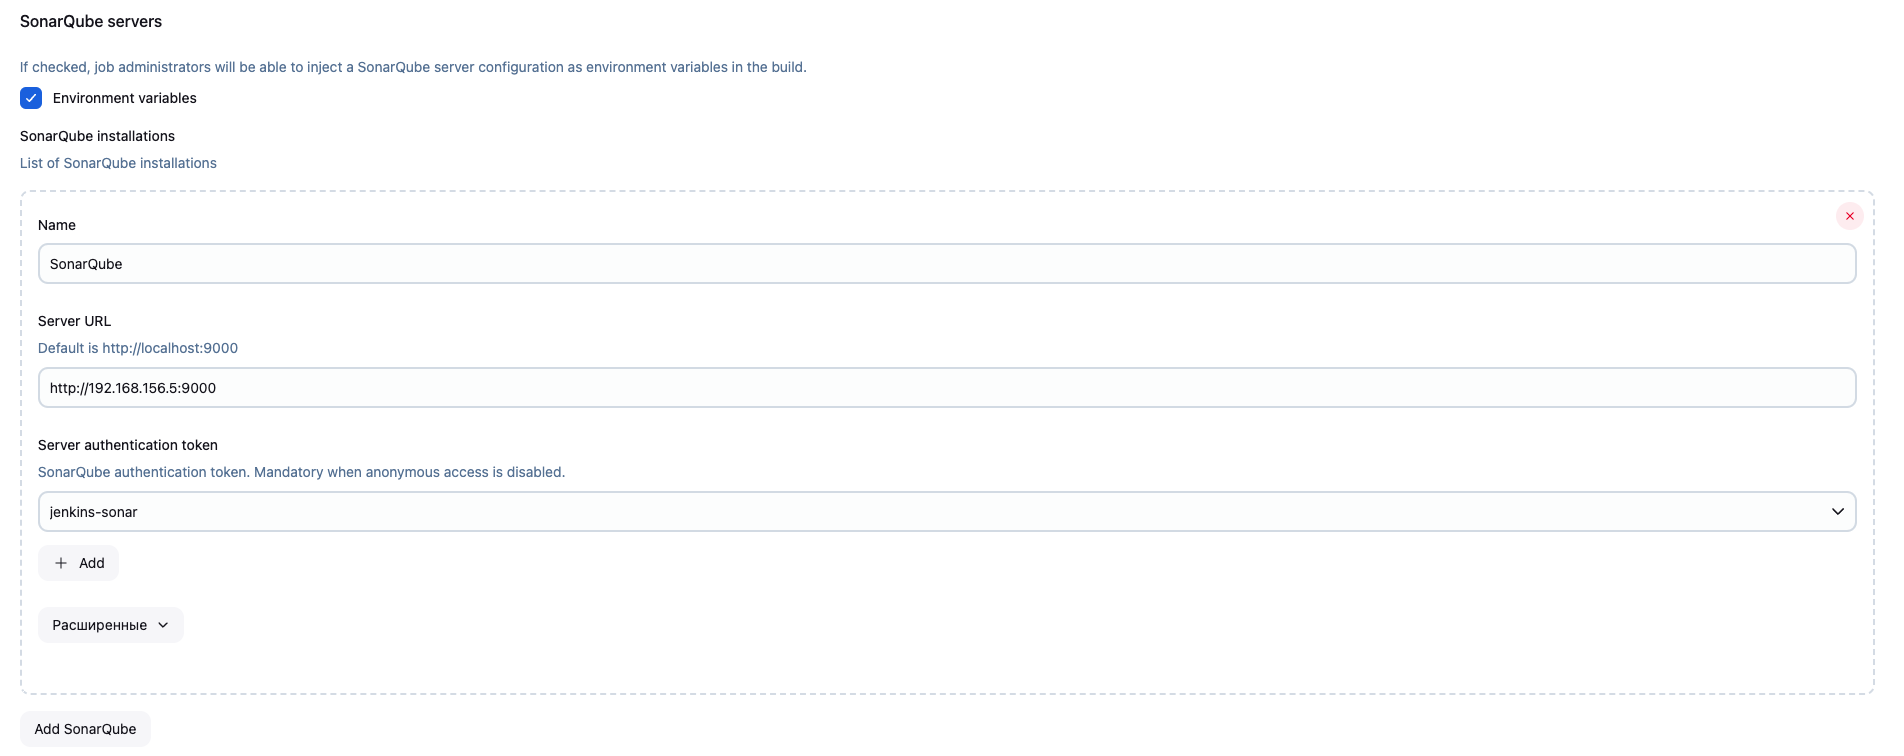 SonarQube servers
If checked, job administrators will be able to inject a SonarQube server configuration as environment variables in the build.
Environment variables
SonarQube installations
List of SonarQube installations
Name
SonarQube
Server URL
Default is http://localhost:9000
http://192.168.156.5:9000
Server authentication token
SonarQube authentication token. Mandatory when anonymous access is disabled.
jenkins-sonar
Add
Расширенные
Add SonarQube